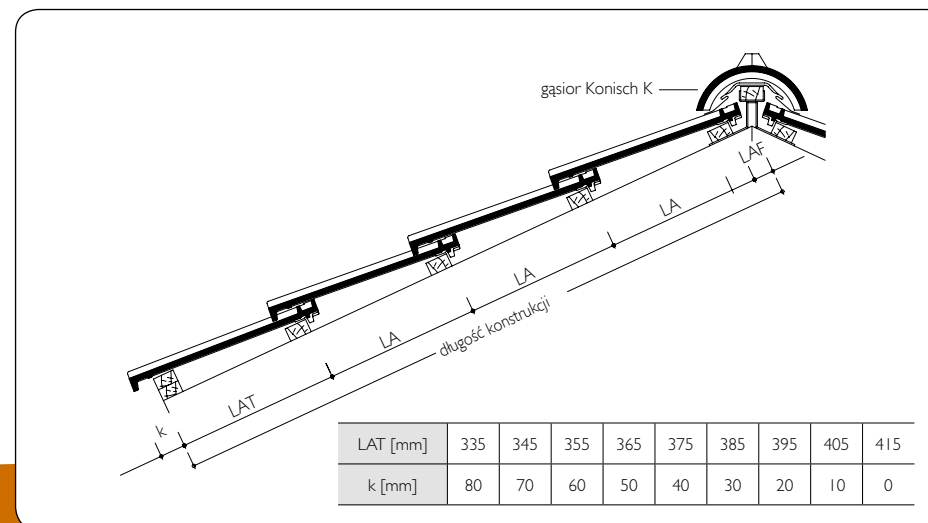 gąsior Konisch K
LAF
LA
LA
LA
długość konstrukcji
LAT
k
LAT [mm] 335 345 355 365 375 385 395 405 415
k [mm] 80 70 60 50 40 30 20 10 0